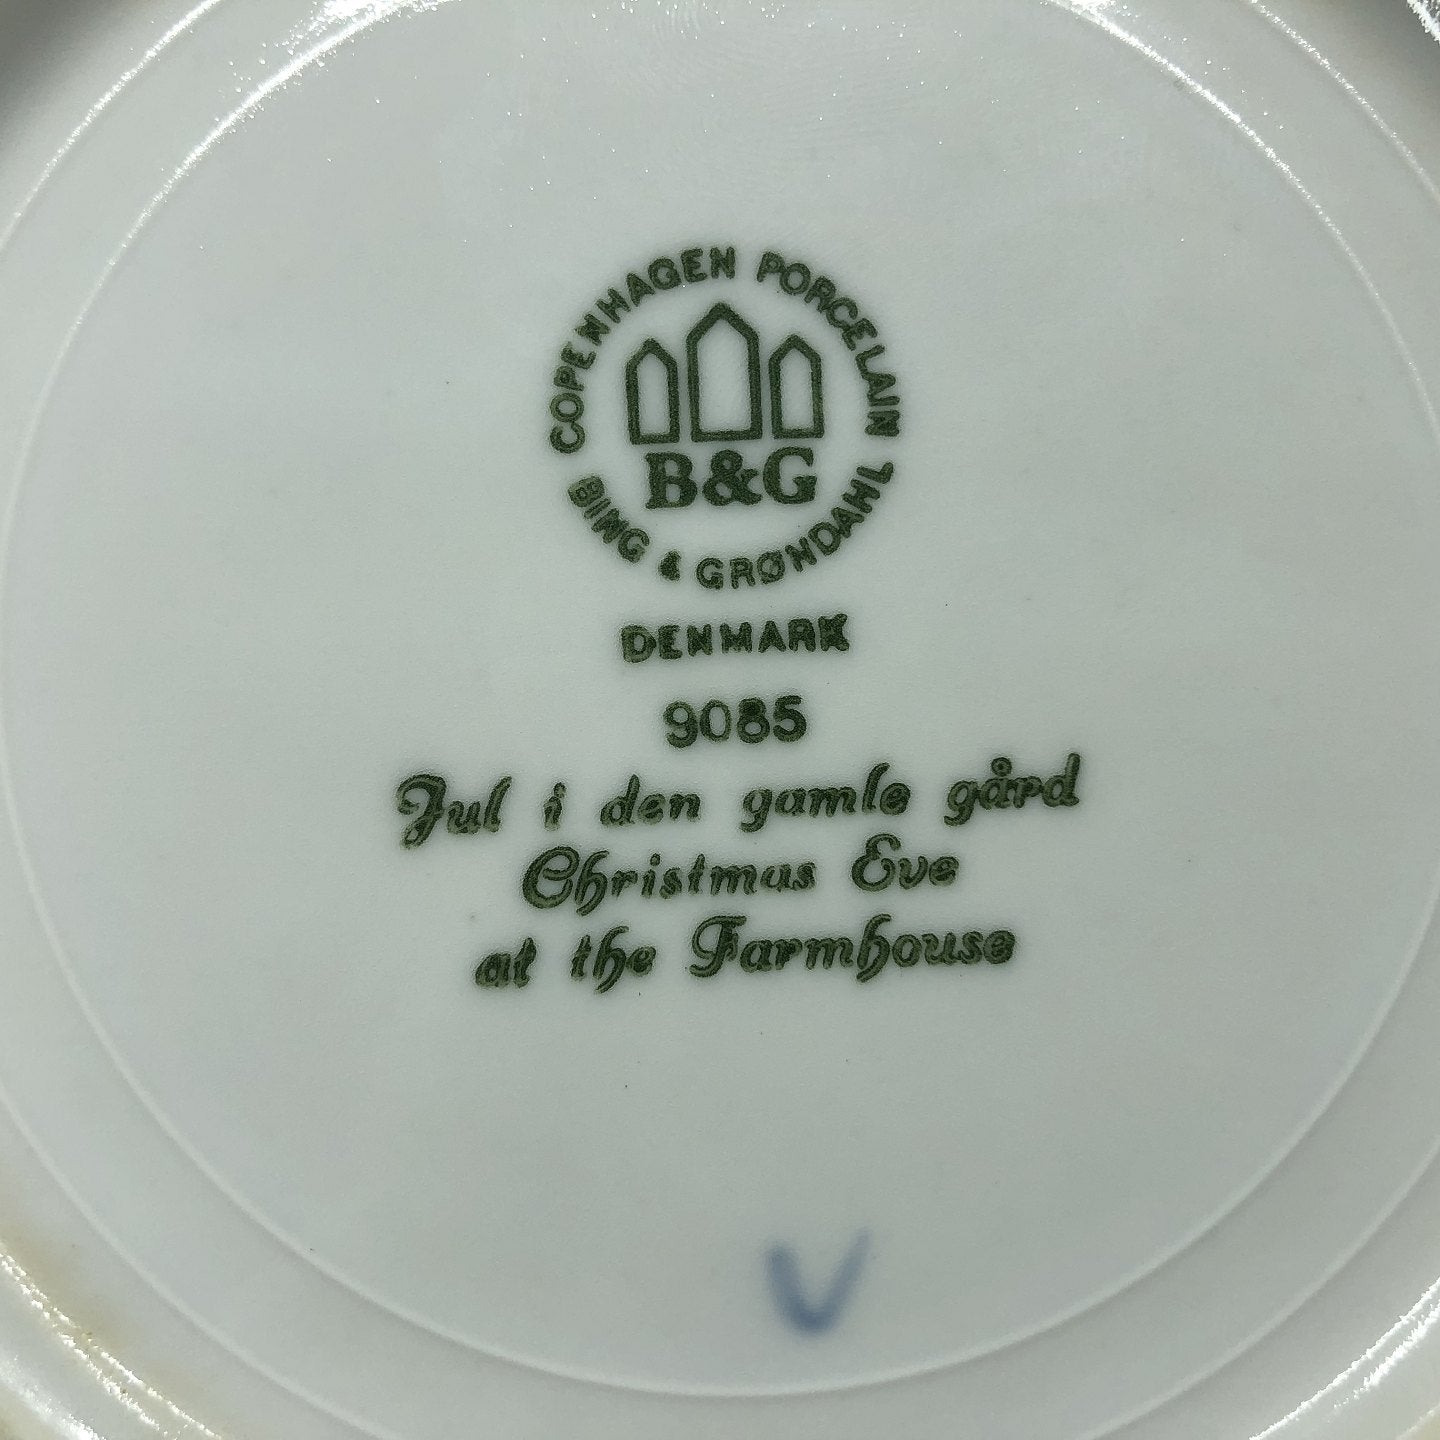 COPENHAGEN PORCELAIN
B&G
BING & GRØNDAHL
DENMARK
9085
Jul i den gamle gård
Christmas Eve
at the Farmhouse
V